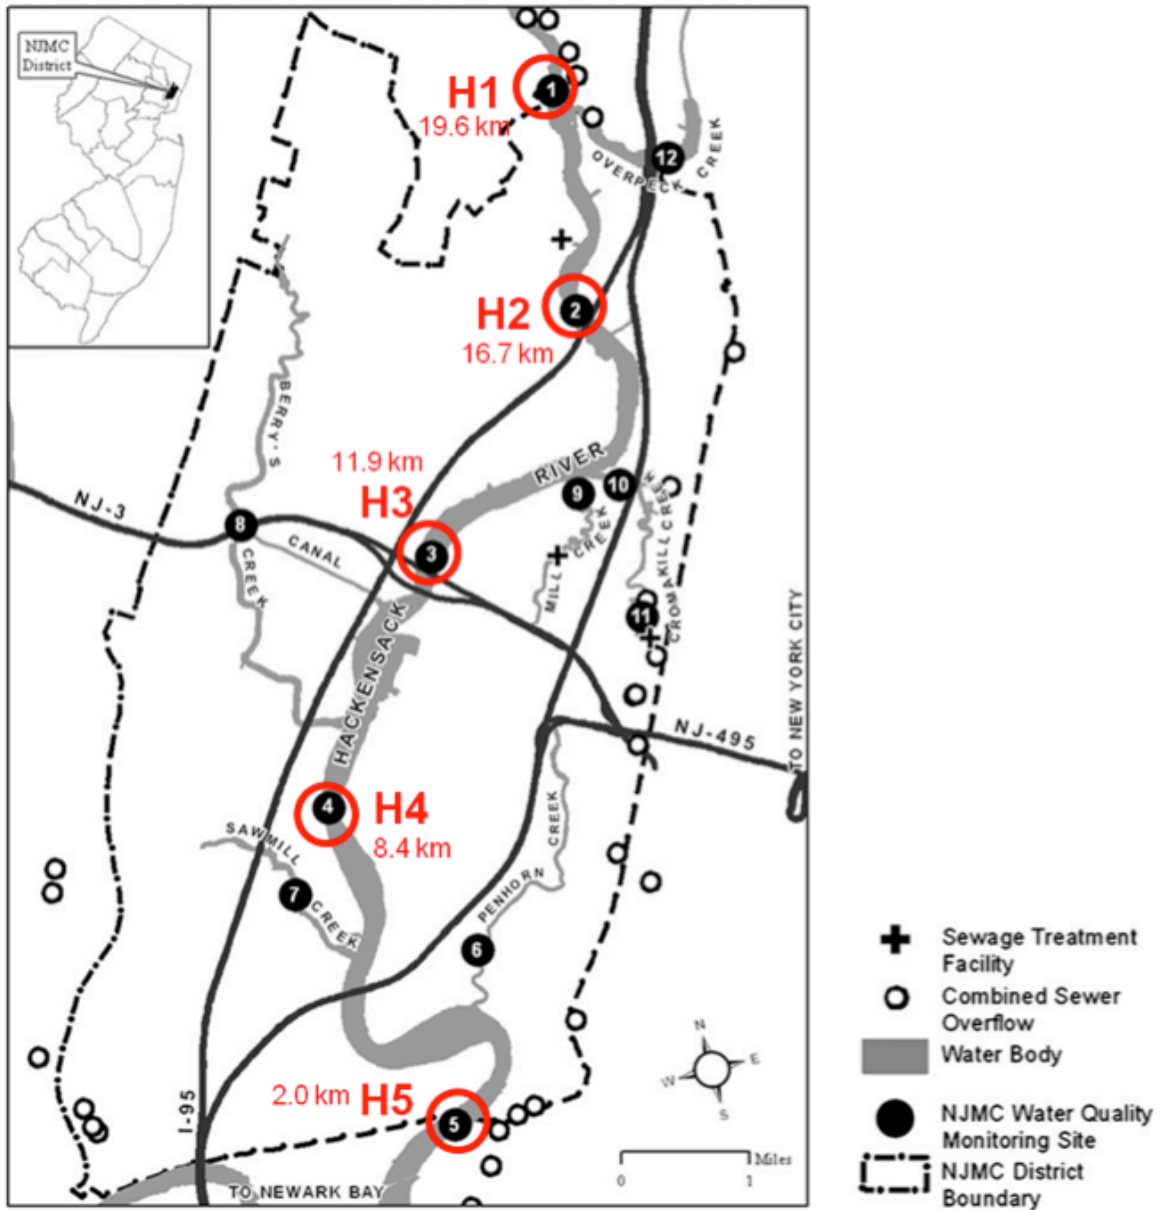 NJMC
District
H1
19.6 km
1
12
OVERPECK CREEK
H2
16.7 km
2
BERRY-S
CREEK
CANAL
11.9 km
H3
3
RIVER
HACKENSACK
NJ-3
8
9
10
MILL
CREEK
CROMAKILL CREEK
11
NJ-495
TO NEW YORK CITY
4
H4
8.4 km
SAWMILL
CREEK
7
PENHORN
CREEK
6
2.0 km
H5
5
I-95
TO NEWARK BAY
N
E
W
S
Miles
0
1
Sewage Treatment
Facility
Combined Sewer
Overflow
Water Body
NJMC Water Quality
Monitoring Site
NJMC District
Boundary